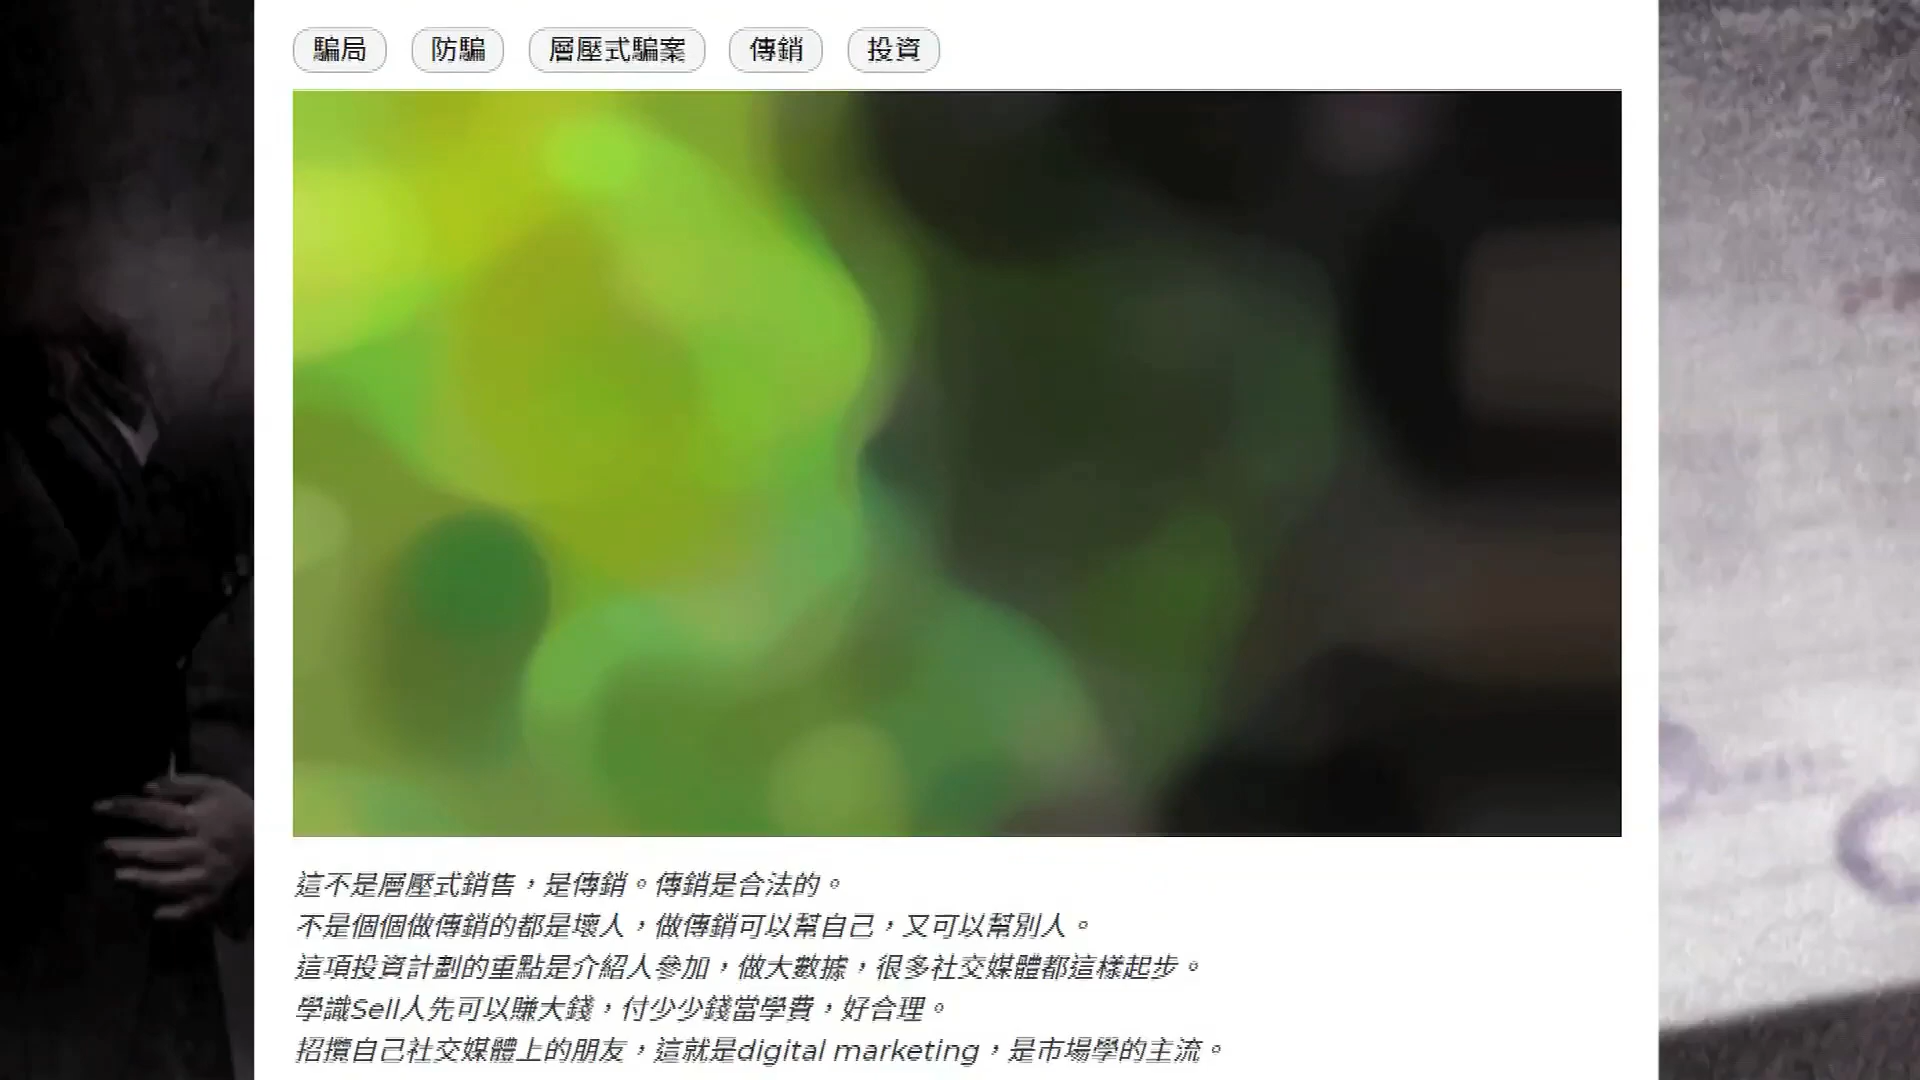 騙局 防騙 層壓式騙案 傳銷 投資
這不是層壓式銷售，是傳銷。傳銷是合法的。
不是個個做傳銷的都是壞人，做傳銷可以幫自己，又可以幫別人。
這項投資計劃的重點是介紹人參加，做大數據，很多社交媒體都這樣起步。
學識Sell人先可以賺大錢，付少少錢當學費，好合理。
招攬自己社交媒體上的朋友，這就是digital marketing，是市場學的主流。